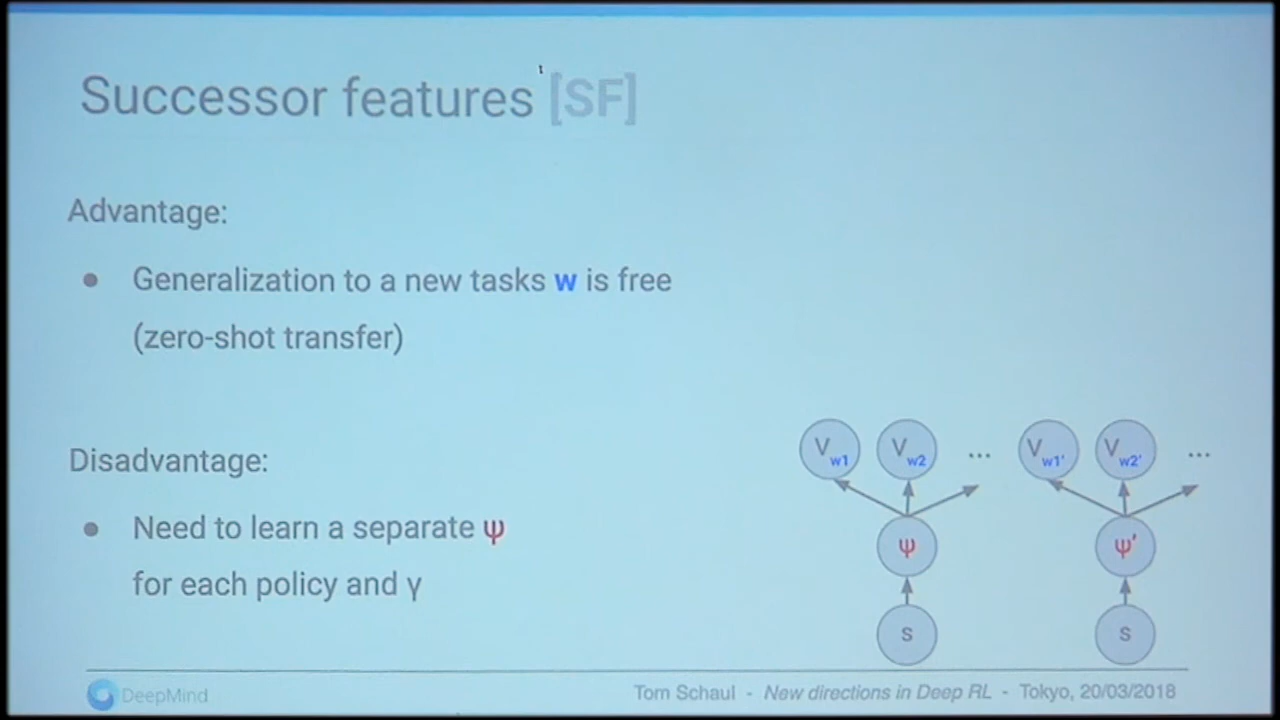 Successor features [SF]
Advantage:
● Generalization to a new tasks w is free
(zero-shot transfer)
Disadvantage:
● Need to learn a separate ψ
for each policy and γ
Vw1 Vw2 ... Vw1' Vw2' ...
ψ ψ'
s s
DeepMind
Tom Schaul - New directions in Deep RL - Tokyo, 20/03/2018